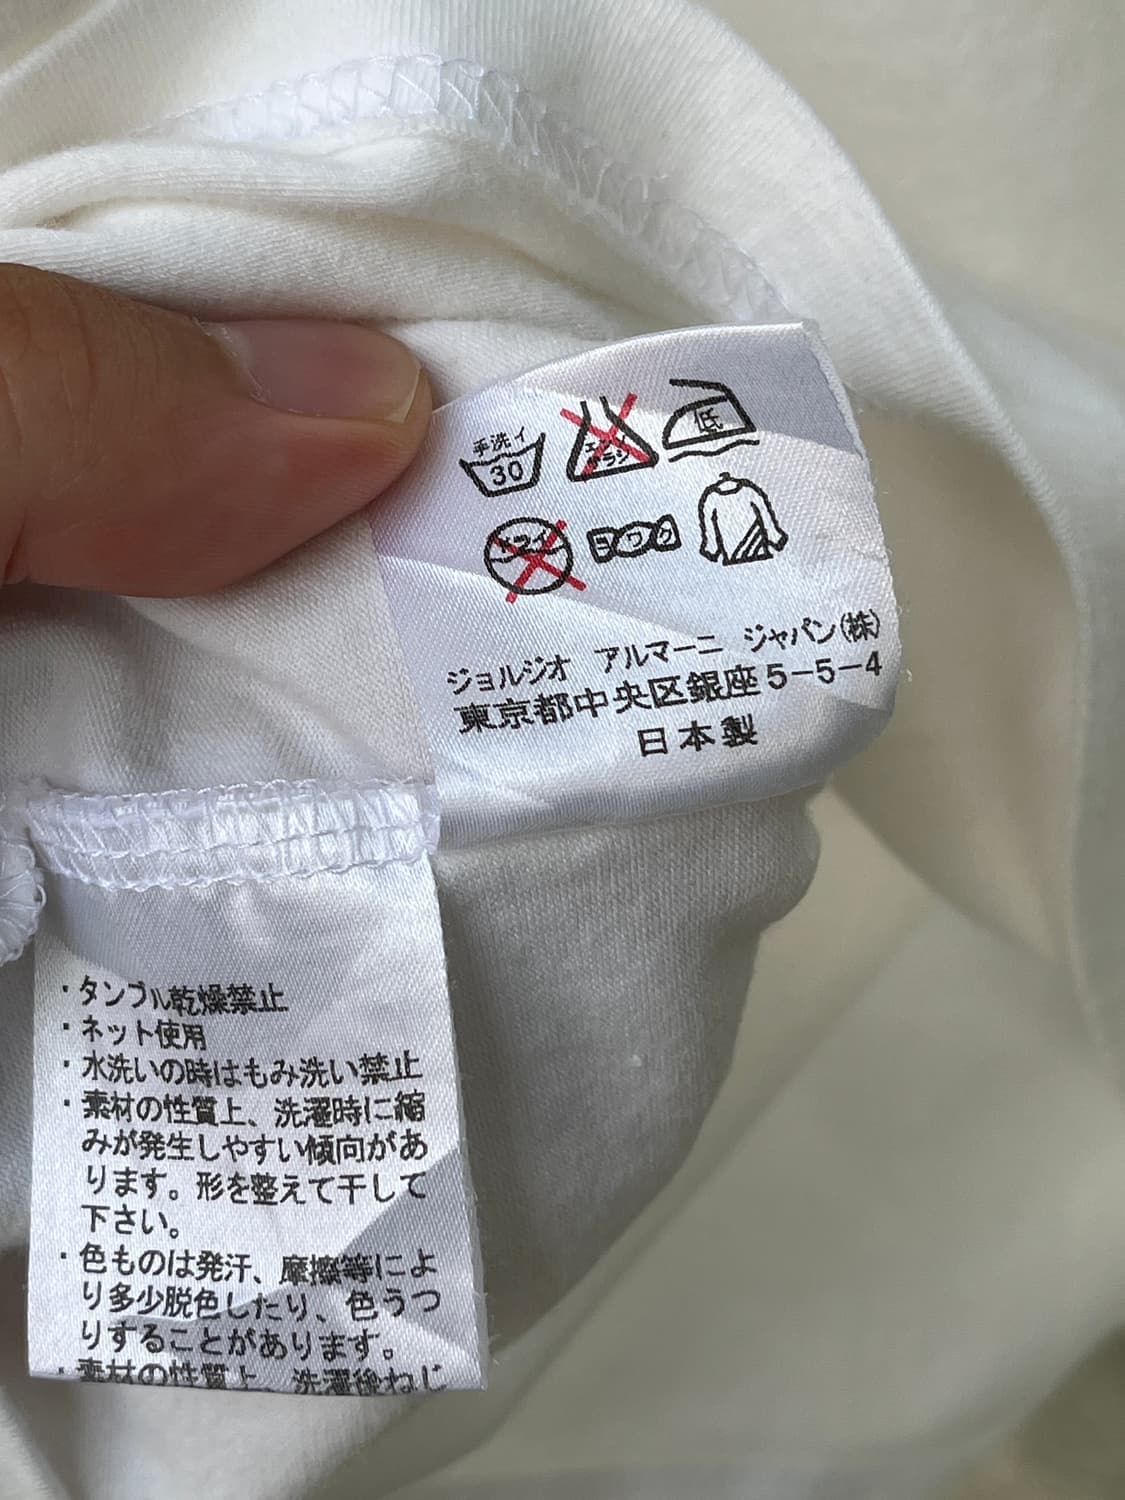 手洗イ
30
エンソ
サラシ
低
ドライ
ヨワク
ジョルジオ アルマーニ ジャパン(株)
東京都中央区銀座5-5-4
日本製
・タンブル乾燥禁止
・ネット使用
・水洗いの時はもみ洗い禁止
・素材の性質上、洗濯時に縮
みが発生しやすい傾向があ
ります。形を整えて干して
下さい。
・色ものは発汗、摩擦等によ
り多少脱色したり、色うつ
りすることがあります。
・素材の性質上、洗濯後ねじ